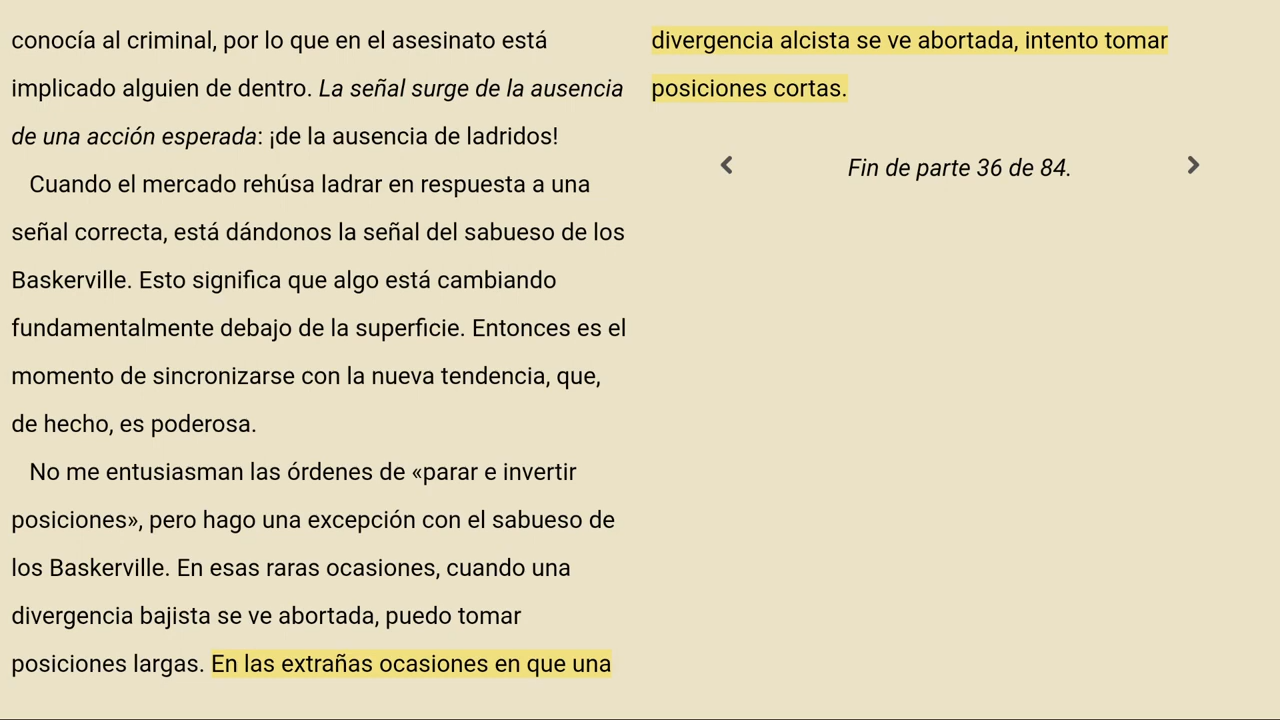 conocía al criminal, por lo que en el asesinato está
implicado alguien de dentro. La señal surge de la ausencia
de una acción esperada: ¡de la ausencia de ladridos!
Cuando el mercado rehúsa ladrar en respuesta a una
señal correcta, está dándonos la señal del sabueso de los
Baskerville. Esto significa que algo está cambiando
fundamentalmente debajo de la superficie. Entonces es el
momento de sincronizarse con la nueva tendencia, que,
de hecho, es poderosa.
No me entusiasman las órdenes de «parar e invertir
posiciones», pero hago una excepción con el sabueso de
los Baskerville. En esas raras ocasiones, cuando una
divergencia bajista se ve abortada, puedo tomar
posiciones largas. En las extrañas ocasiones en que una
divergencia alcista se ve abortada, intento tomar
posiciones cortas.
Fin de parte 36 de 84.